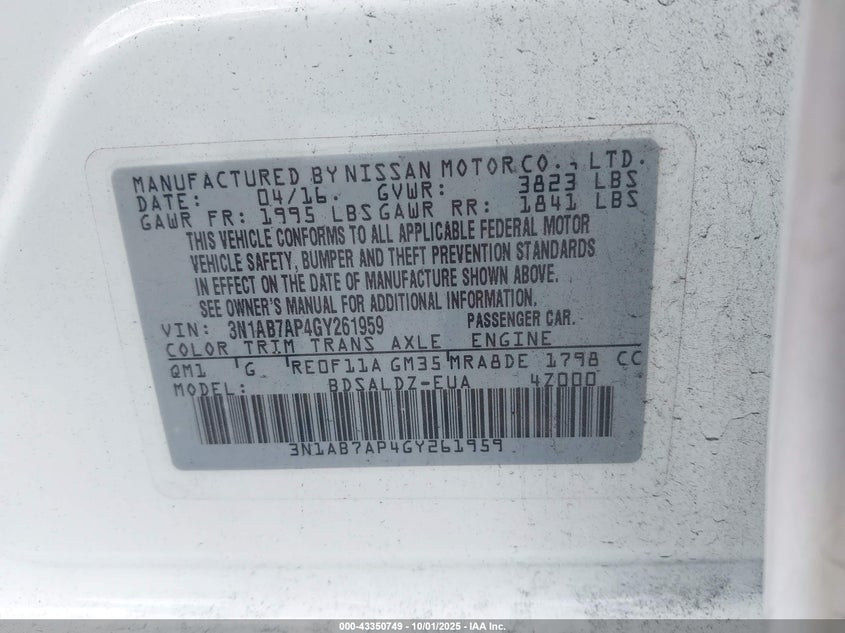 MANUFACTURED BY NISSAN MOTOR CO., LTD.
DATE: 04/16. GVWR: 3823 LBS
GAWR FR: 1995 LBS GAWR RR: 1841 LBS
THIS VEHICLE CONFORMS TO ALL APPLICABLE FEDERAL MOTOR
VEHICLE SAFETY, BUMPER AND THEFT PREVENTION STANDARDS
IN EFFECT ON THE DATE OF MANUFACTURE SHOWN ABOVE.
SEE OWNER'S MANUAL FOR ADDITIONAL INFORMATION.
VIN: 3N1AB7AP4GY261959 PASSENGER CAR.
COLOR TRIM TRANS AXLE ENGINE
QM1 G RE0F11A GM35 MRA8DE 1798 CC
MODEL: BDSALDZ-EUA 4Z000
3N1AB7AP4GY261959
000-43350749 - 10/01/2025 - IAA Inc.